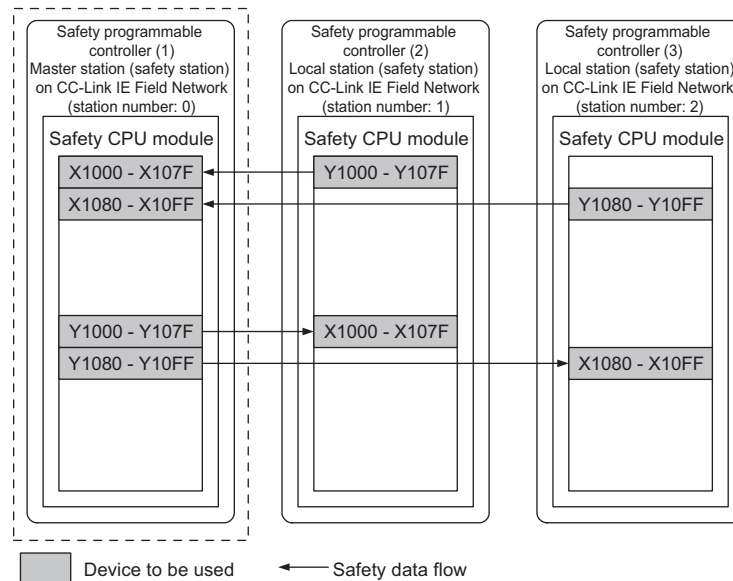 Safety programmable
controller (1)
Master station (safety station)
on CC-Link IE Field Network
(station number: 0)
Safety CPU module
X1000 - X107F
X1080 - X10FF
Y1000 - Y107F
Y1080 - Y10FF
Safety programmable
controller (2)
Local station (safety station)
on CC-Link IE Field Network
(station number: 1)
Safety CPU module
Y1000 - Y107F
X1000 - X107F
Safety programmable
controller (3)
Local station (safety station)
on CC-Link IE Field Network
(station number: 2)
Safety CPU module
Y1080 - Y10FF
X1080 - X10FF
Device to be used
Safety data flow